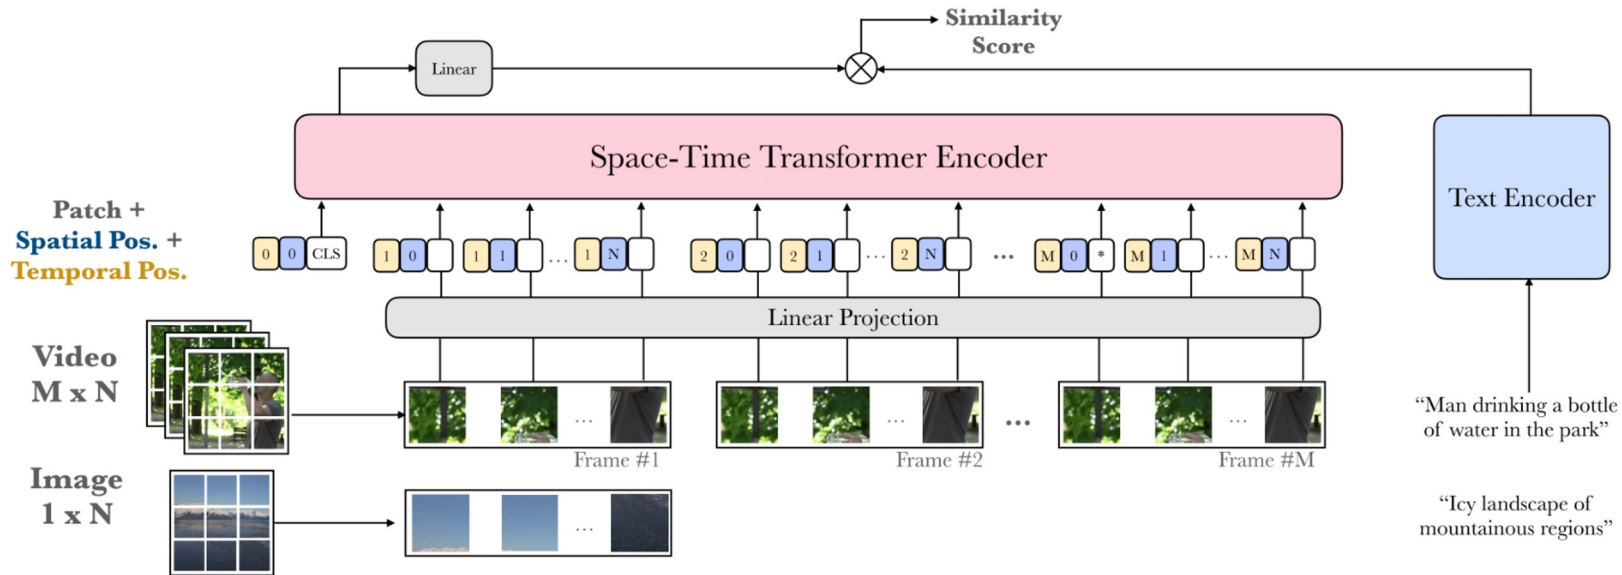 Similarity
Score
Linear
Space-Time Transformer Encoder
Text Encoder
Patch +
Spatial Pos. +
Temporal Pos.
0 0 CLS 1 0 1 1 ... 1 N 2 0 2 1 ... 2 N ... M 0 * M 1 ... M N
Linear Projection
Video
M x N
... ... ... ...
Frame #1 Frame #2 Frame #M
“Man drinking a bottle
of water in the park”
Image
1 x N
...
“Icy landscape of
mountainous regions”